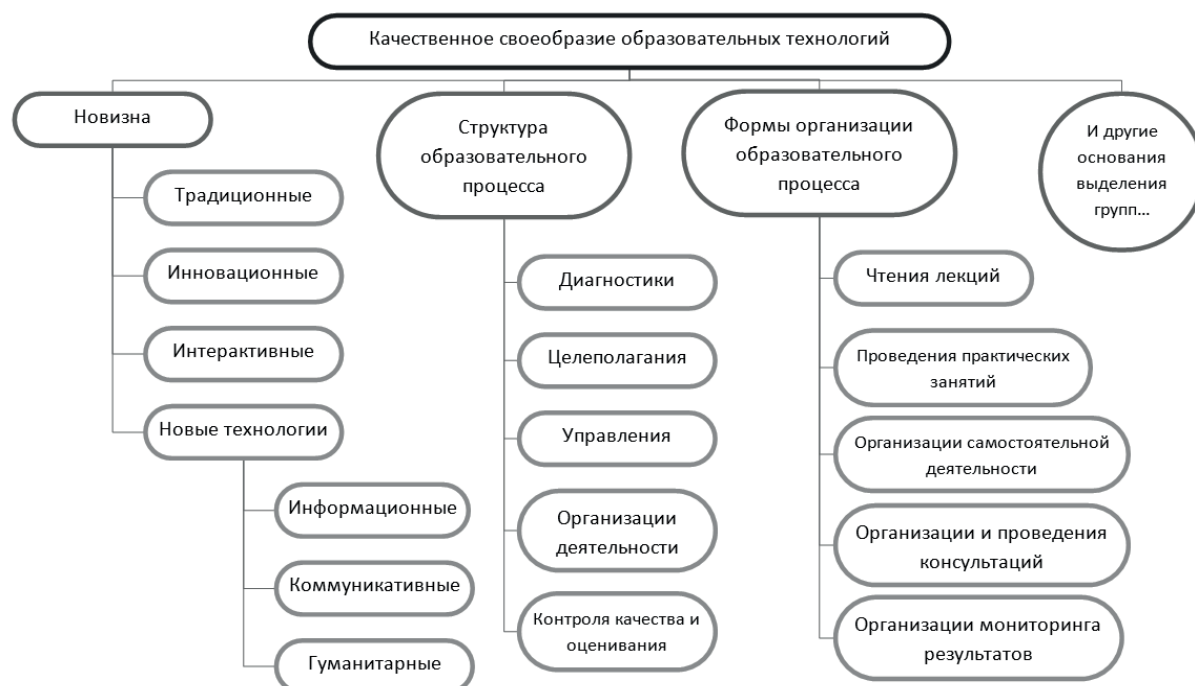 Качественное своеобразие образовательных технологий
Новизна
Традиционные
Инновационные
Интерактивные
Новые технологии
Информационные
Коммуникативные
Гуманитарные
Структура
образовательного
процесса
Диагностики
Целеполагания
Управления
Организации
деятельности
Контроля качества и
оценивания
Формы организации
образовательного
процесса
Чтения лекций
Проведения практических
занятий
Организации самостоятельной
деятельности
Организации и проведения
консультаций
Организации мониторинга
результатов
И другие
основания
выделения
групп...